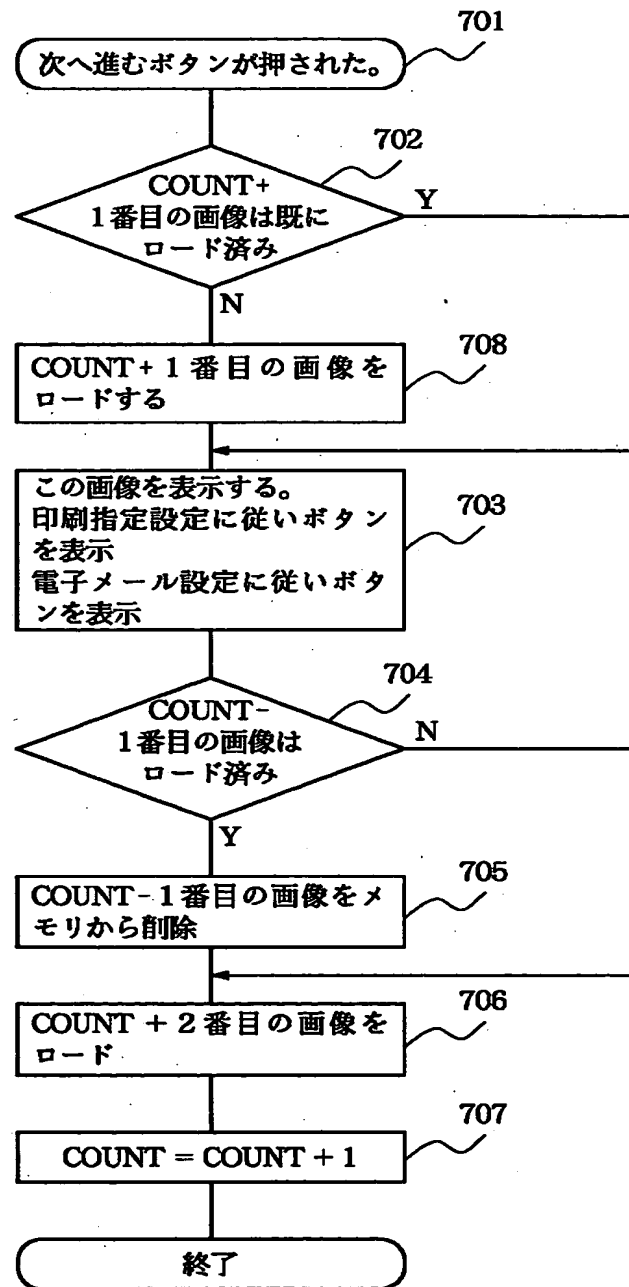 701
次へ進むボタンが押された。
702
COUNT+
1番目の画像は既に
ロード済み
Y
N
708
COUNT+1番目の画像を
ロードする
この画像を表示する。
印刷指定設定に従いボタン
を表示
電子メール設定に従いボタ
ンを表示
703
704
COUNT-
1番目の画像は
ロード済み
N
Y
COUNT-1番目の画像をメ
モリから削除
705
706
COUNT+2番目の画像を
ロード
707
COUNT = COUNT + 1
終了